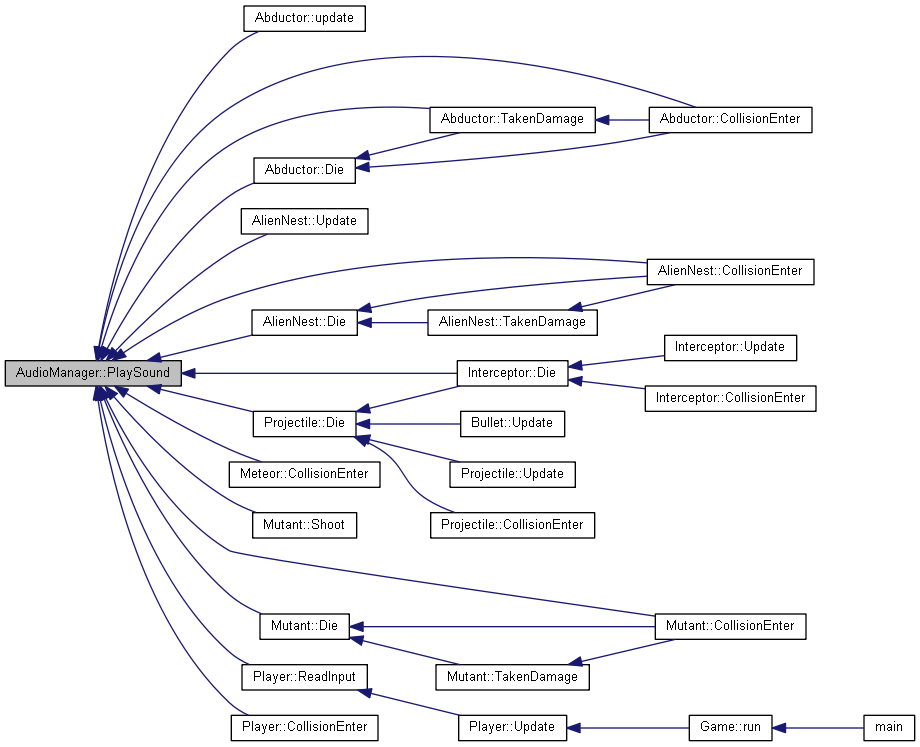 Abductor::update
Abductor::TakenDamage
Abductor::CollisionEnter
Abductor::Die
AlienNest::Update
AlienNest::CollisionEnter
AlienNest::Die
AlienNest::TakenDamage
Interceptor::Update
AudioManager::PlaySound
Interceptor::Die
Interceptor::CollisionEnter
Projectile::Die
Bullet::Update
Meteor::CollisionEnter
Projectile::Update
Mutant::Shoot
Projectile::CollisionEnter
Mutant::Die
Mutant::CollisionEnter
Player::ReadInput
Mutant::TakenDamage
Player::CollisionEnter
Player::Update
Game::run
main